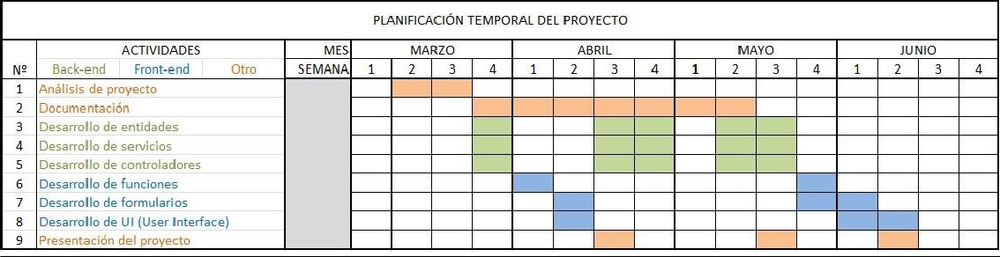 PLANIFICACIÓN TEMPORAL DEL PROYECTO
ACTIVIDADES MES MARZO ABRIL MAYO JUNIO
Nº Back-end Front-end Otro SEMANA 1 2 3 4 1 2 3 4 1 2 3 4 1 2 3 4
1 Análisis de proyecto
2 Documentación
3 Desarrollo de entidades
4 Desarrollo de servicios
5 Desarrollo de controladores
6 Desarrollo de funciones
7 Desarrollo de formularios
8 Desarrollo de UI (User Interface)
9 Presentación del proyecto